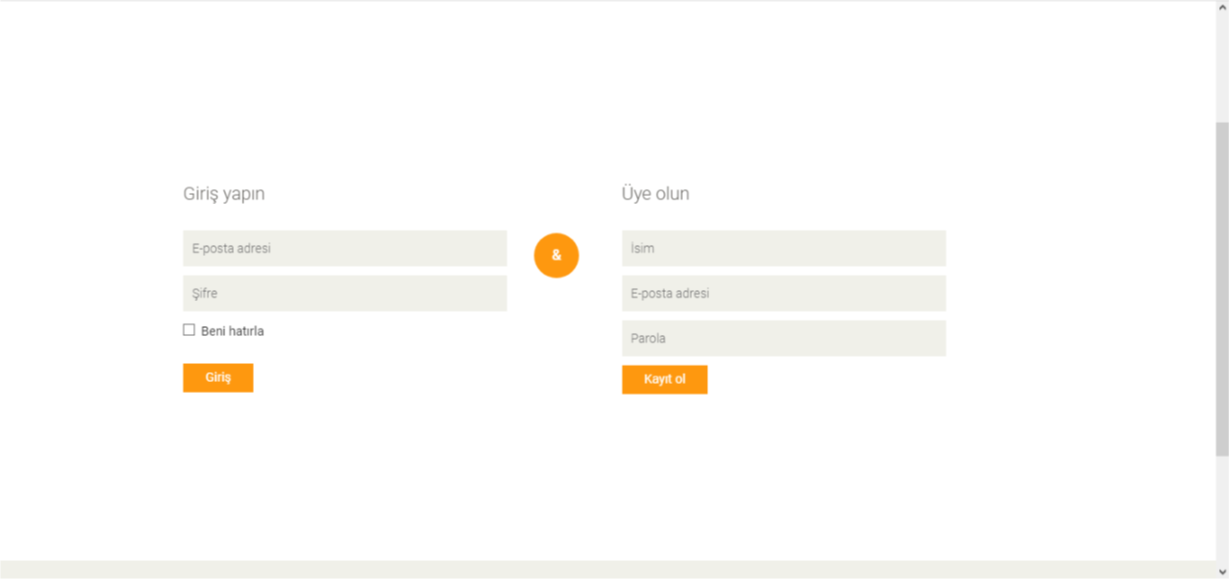 Giriş yapın
E-posta adresi
Şifre
Beni hatırla
Giriş
&
Üye olun
İsim
E-posta adresi
Parola
Kayıt ol